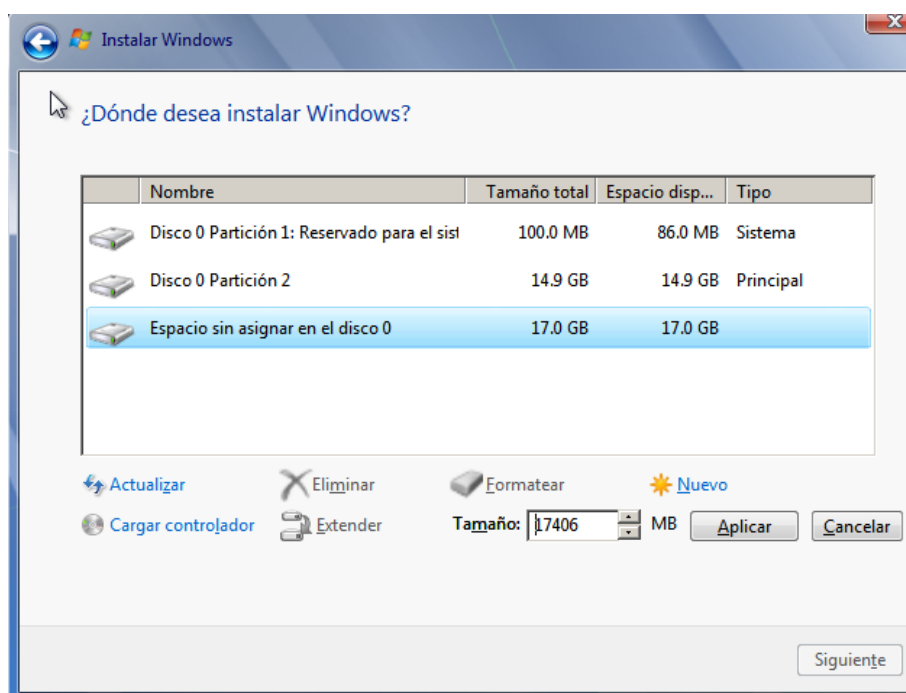 Instalar Windows
¿Dónde desea instalar Windows?
Nombre Tamaño total Espacio disp... Tipo
Disco 0 Partición 1: Reservado para el sist 100.0 MB 86.0 MB Sistema
Disco 0 Partición 2 14.9 GB 14.9 GB Principal
Espacio sin asignar en el disco 0 17.0 GB 17.0 GB
Actualizar Eliminar Formatear Nuevo
Cargar controlador Extender Tamaño: 17406 MB Aplicar Cancelar
Siguiente